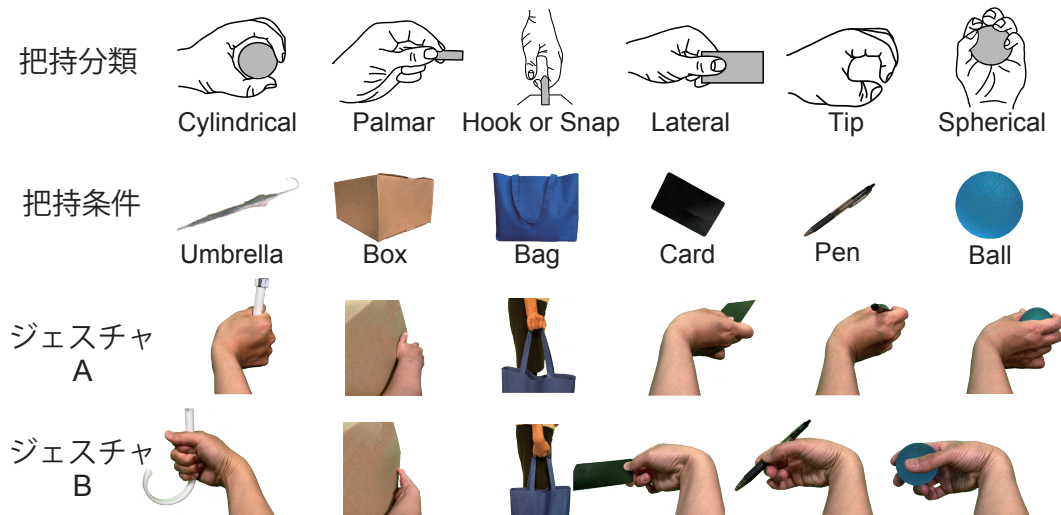 把持分類
Cylindrical Palmar Hook or Snap Lateral Tip Spherical
把持条件
Umbrella Box Bag Card Pen Ball
ジェスチャ
A
ジェスチャ
B